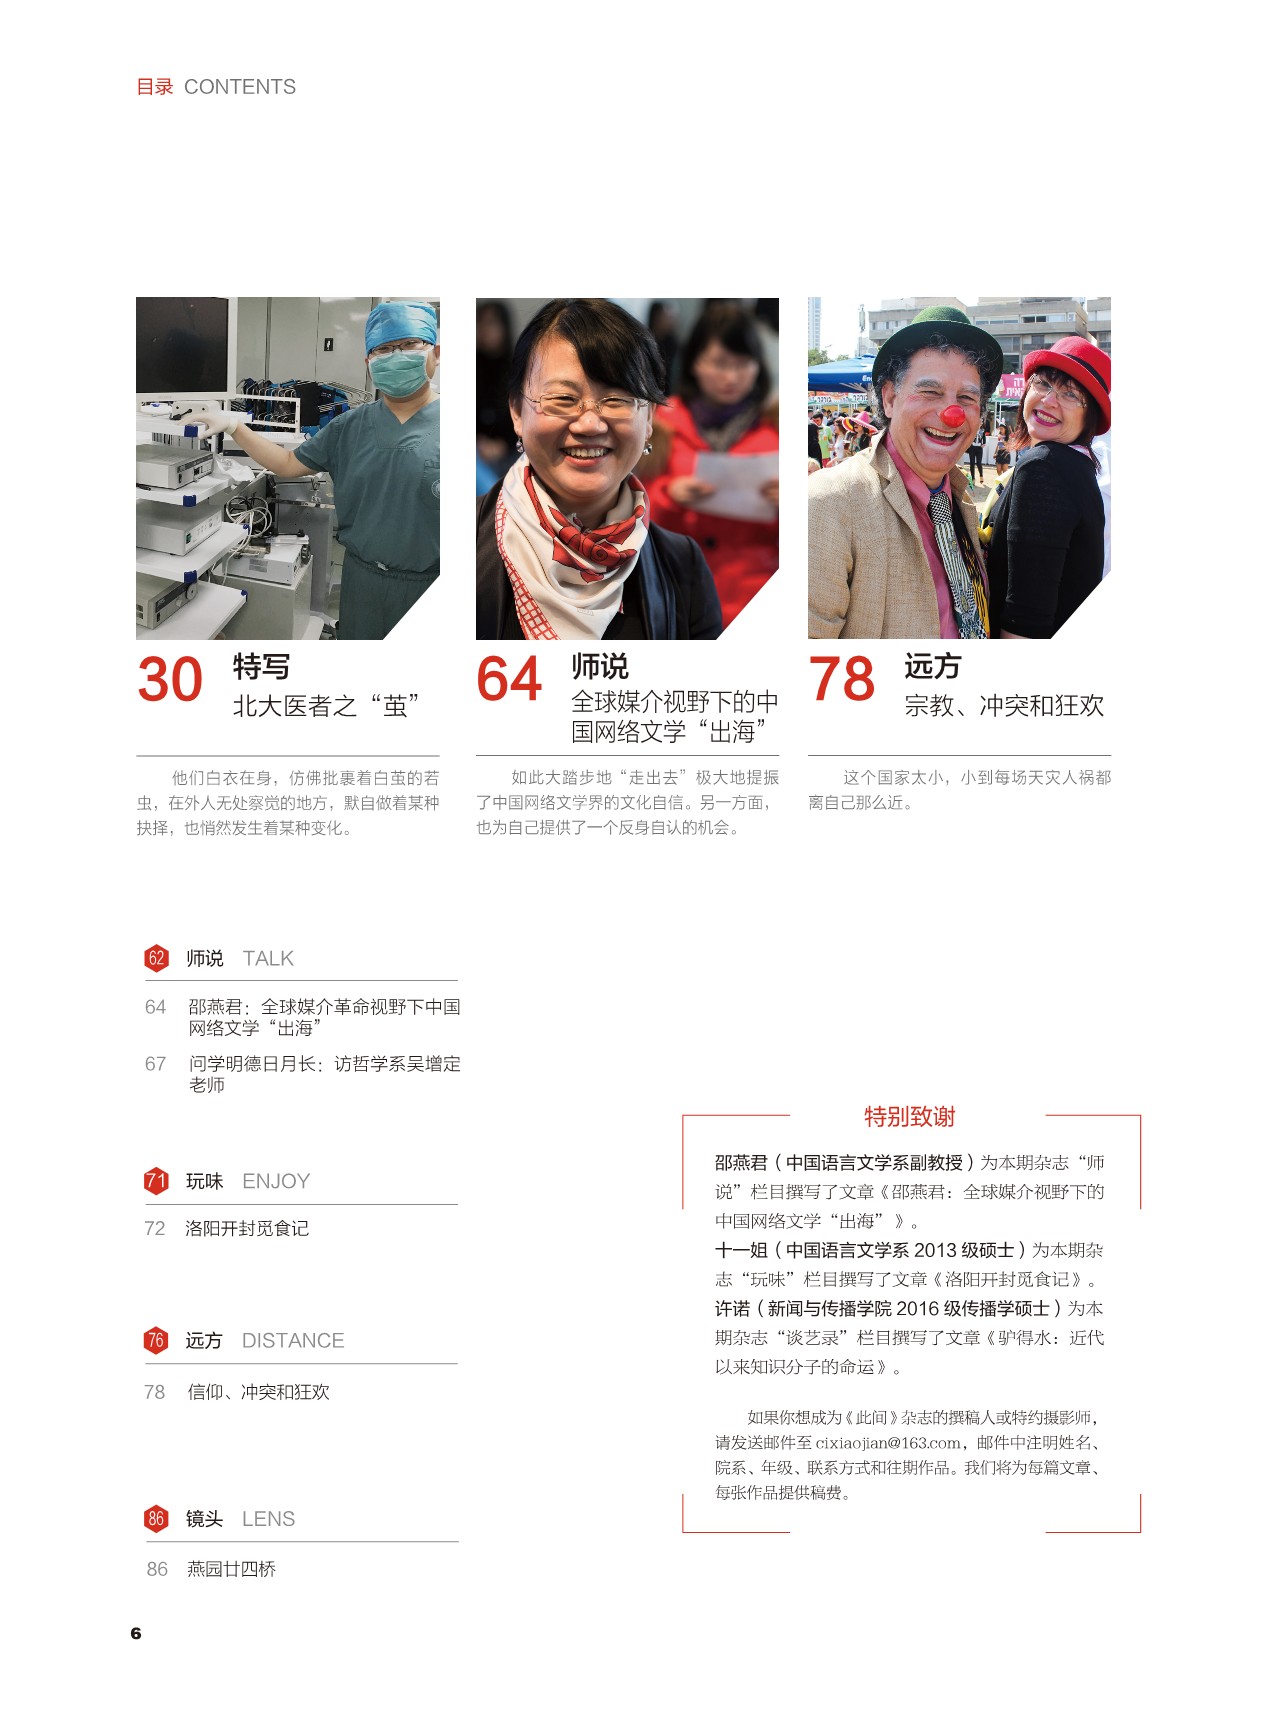 目录 CONTENTS
30 特写
北大医者之“茧”
他们白衣在身，仿佛批裹着白茧的若
虫，在外人无处察觉的地方，默自做着某种
抉择，也悄然发生着某种变化。
64 师说
全球媒介视野下的中
国网络文学“出海”
如此大踏步地“走出去”极大地提振
了中国网络文学界的文化自信。另一方面，
也为自己提供了一个反身自认的机会。
78 远方
宗教、冲突和狂欢
这个国家太小，小到每场天灾人祸都
离自己那么近。
62 师说 TALK
64 邵燕君：全球媒介革命视野下中国
网络文学“出海”
67 问学明德日月长：访哲学系吴增定
老师
71 玩味 ENJOY
72 洛阳开封觅食记
76 远方 DISTANCE
78 信仰、冲突和狂欢
86 镜头 LENS
86 燕园廿四桥
特别致谢
邵燕君（中国语言文学系副教授）为本期杂志“师
说”栏目撰写了文章《邵燕君：全球媒介视野下的
中国网络文学“出海”》。
十一姐（中国语言文学系 2013 级硕士）为本期杂
志“玩味”栏目撰写了文章《洛阳开封觅食记》。
许诺（新闻与传播学院 2016 级传播学硕士）为本
期杂志“谈艺录”栏目撰写了文章《驴得水：近代
以来知识分子的命运》。
如果你想成为《此间》杂志的撰稿人或特约摄影师，
请发送邮件至 cixiaojian@163.com，邮件中注明姓名、
院系、年级、联系方式和往期作品。我们将为每篇文章、
每张作品提供稿费。
6